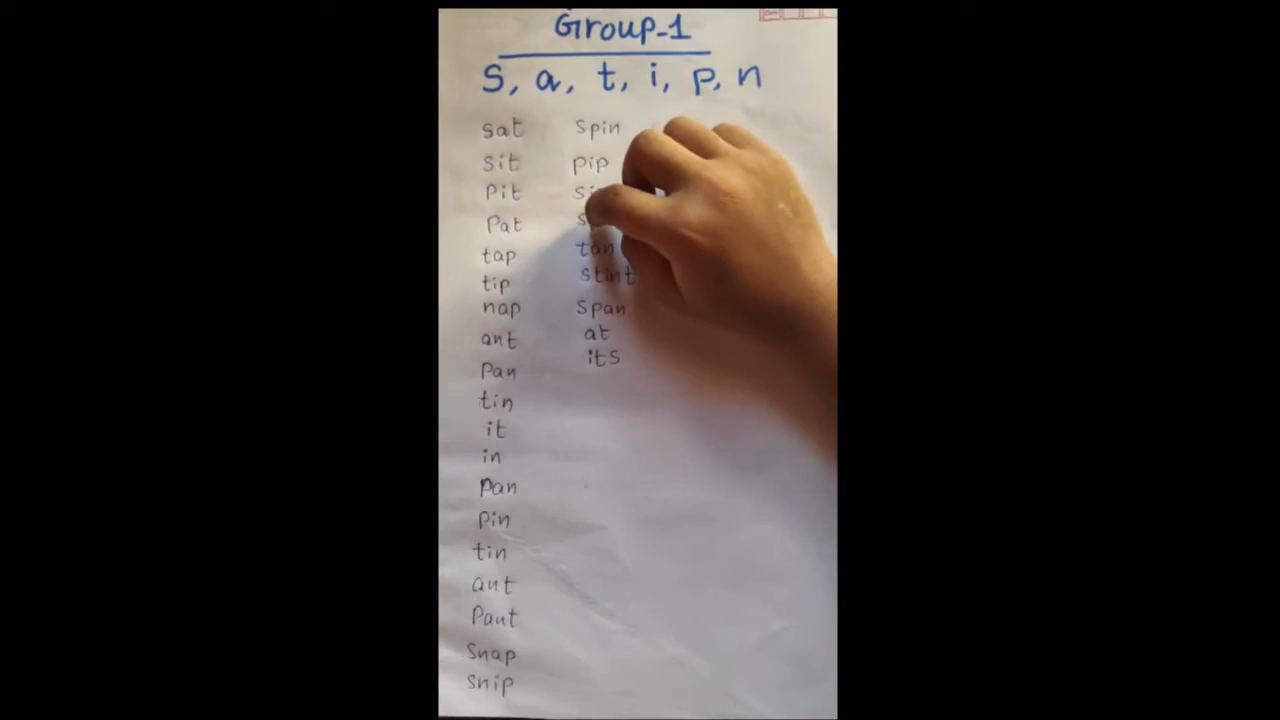 Group-1
S, a, t, i, p, n
sat
sit
pit
pat
tap
tip
nap
ant
pan
tin
it
in
pan
pin
tin
ant
pant
snap
snip
spin
pip
tan
stint
span
at
its